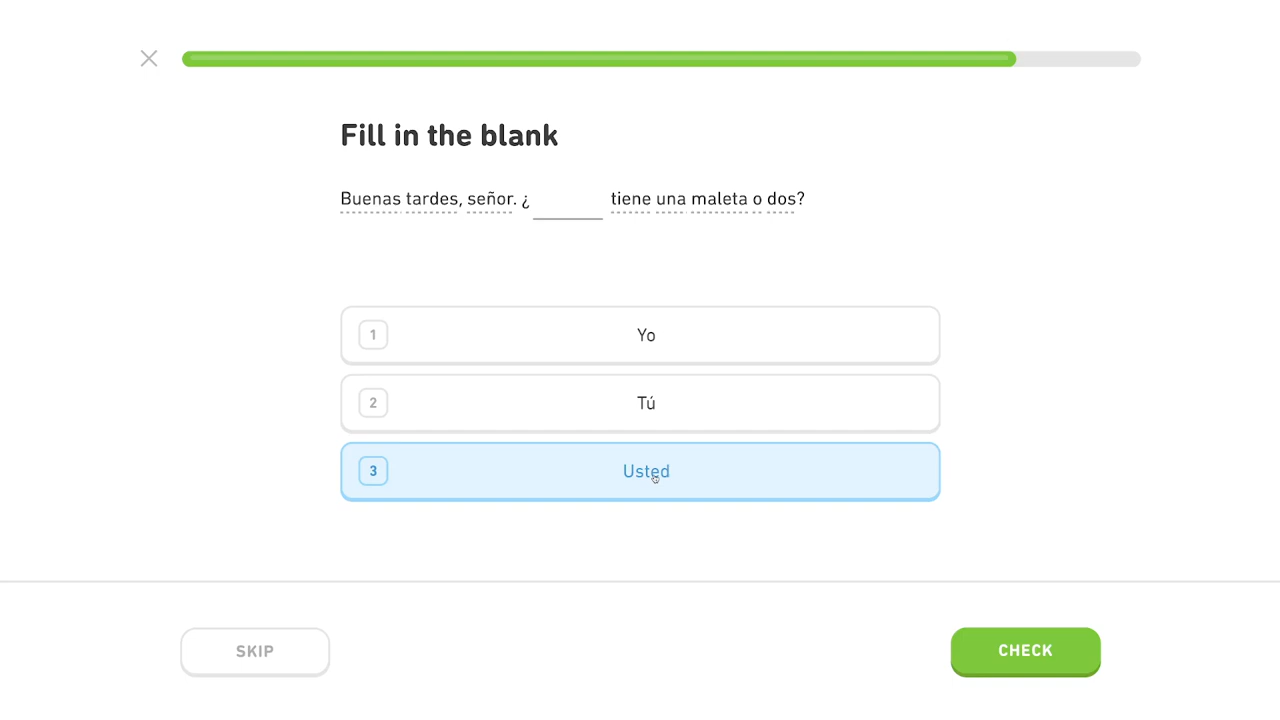 Fill in the blank
Buenas tardes, señor. ¿ tiene una maleta o dos?
1 Yo
2 Tú
3 Usted
SKIP CHECK